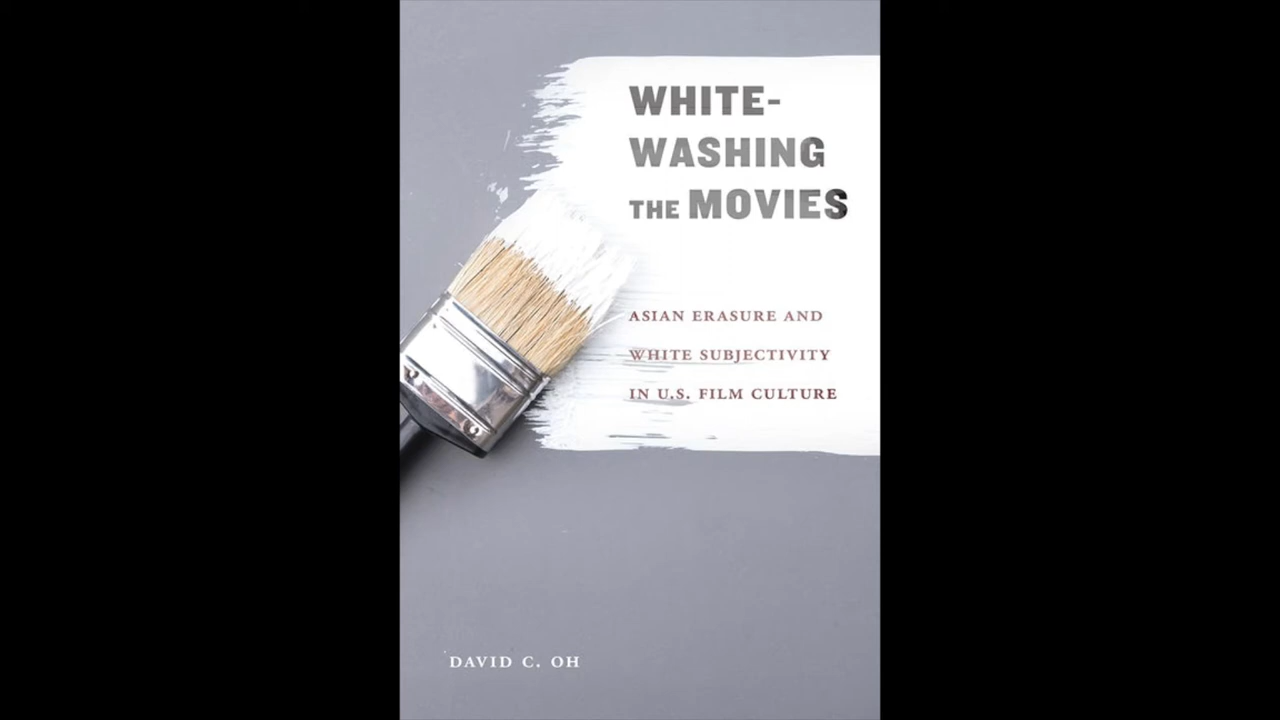 WHITE-
WASHING
THE MOVIES
ASIAN ERASURE AND
WHITE SUBJECTIVITY
IN U.S. FILM CULTURE
DAVID C. OH